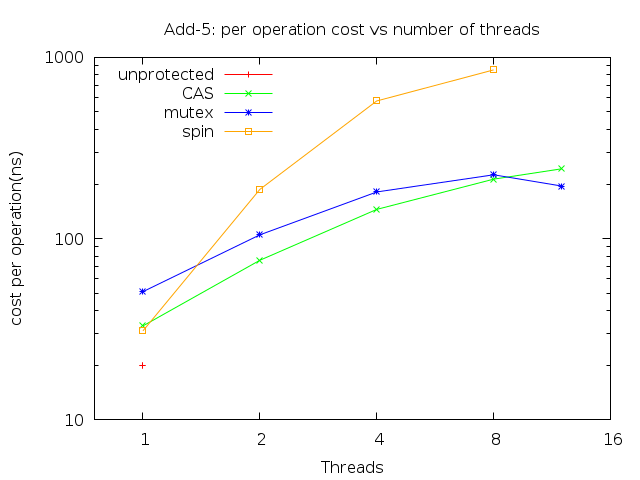 Add-5: per operation cost vs number of threads
1000
unprotected
CAS
mutex
spin
cost per operation(ns)
100
10
1 2 4 8 16
Threads